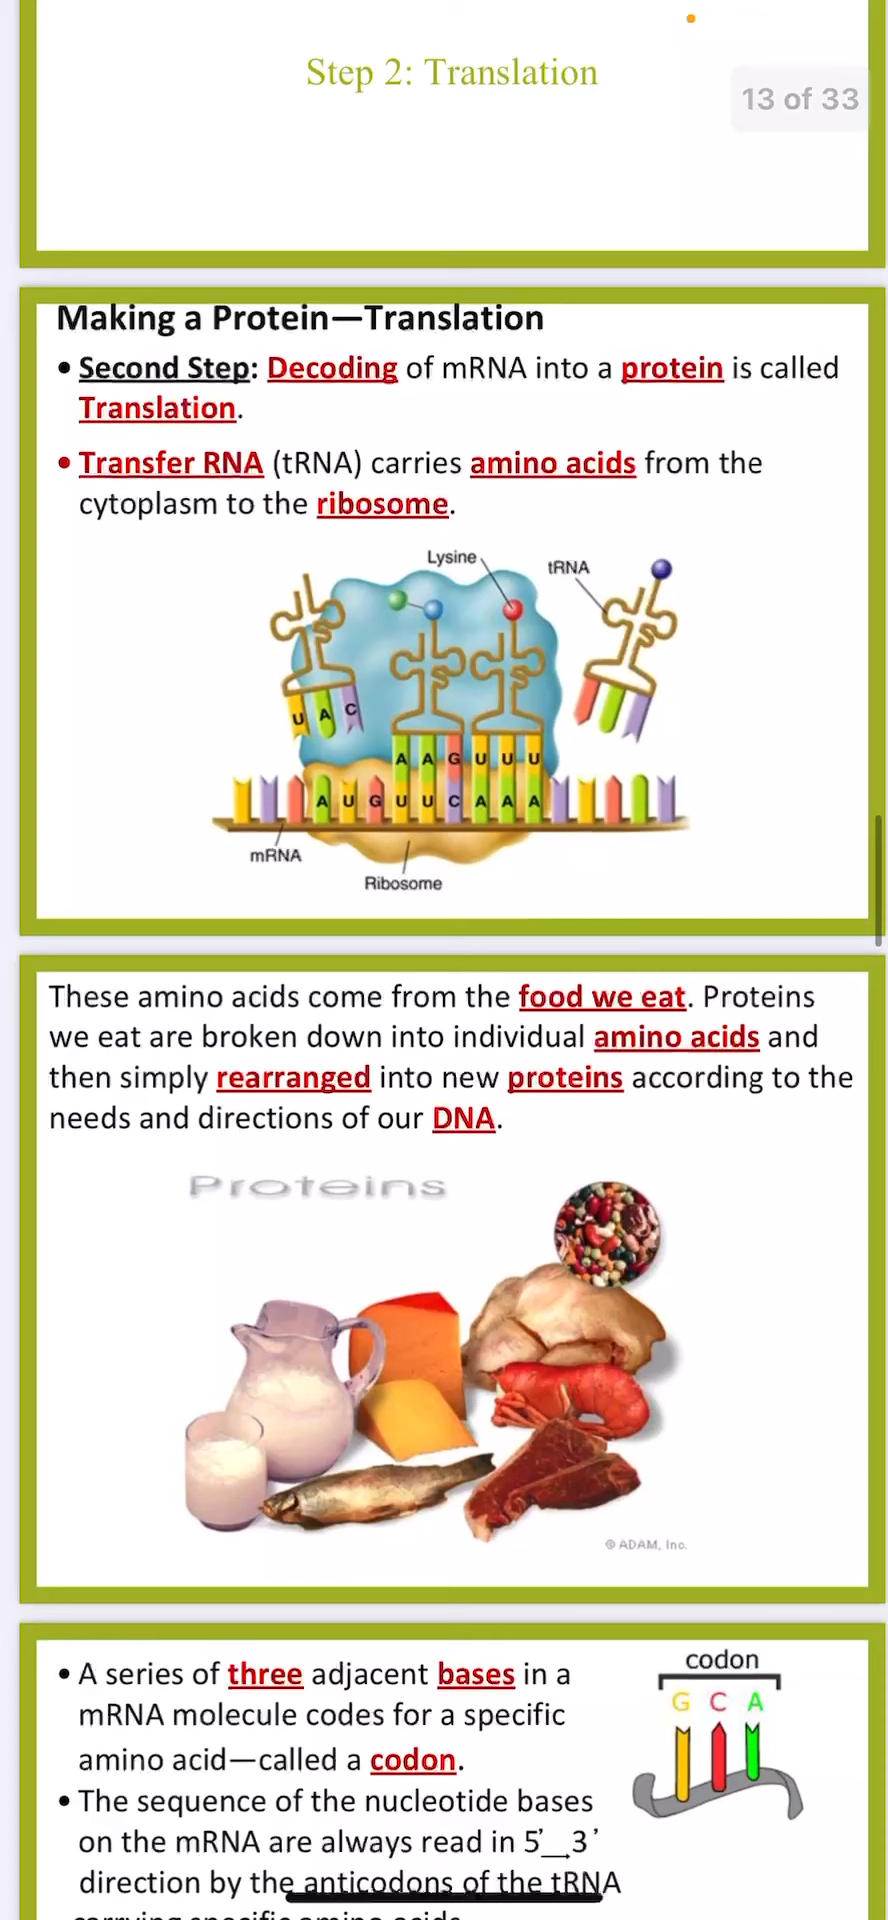 Step 2: Translation
13 of 33
Making a Protein—Translation
• Second Step: Decoding of mRNA into a protein is called
Translation.
• Transfer RNA (tRNA) carries amino acids from the
cytoplasm to the ribosome.
Lysine
tRNA
U A C
A A G U U U
A U G U U C A A A
mRNA
Ribosome
These amino acids come from the food we eat. Proteins
we eat are broken down into individual amino acids and
then simply rearranged into new proteins according to the
needs and directions of our DNA.
Proteins
© ADAM, Inc.
codon
G C A
• A series of three adjacent bases in a
mRNA molecule codes for a specific
amino acid—called a codon.
• The sequence of the nucleotide bases
on the mRNA are always read in 5’__3’
direction by the anticodons of the tRNA
carrying specific amino acids